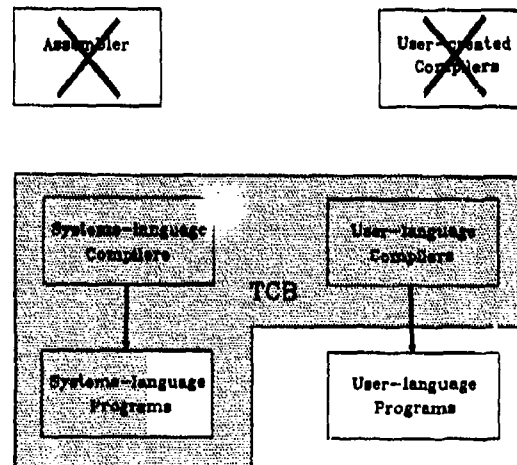 Assembler
User-created
Compilers
Systems-language
Compilers
User-language
Compilers
TCB
Systems-language
Programs
User-language
Programs